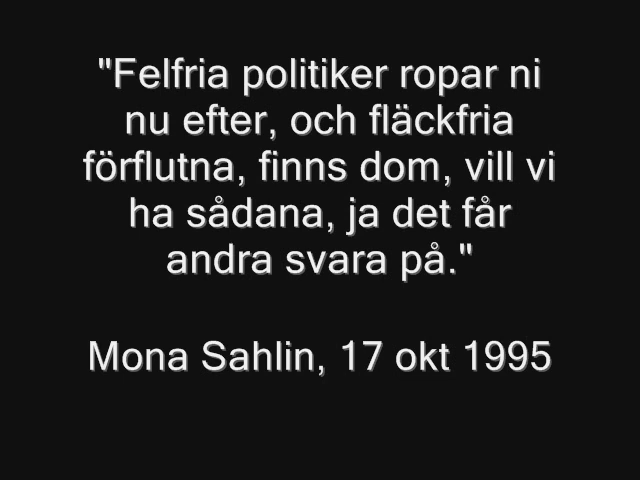 "Felfria politiker ropar ni
nu efter, och fläckfria
förflutna, finns dom, vill vi
ha sådana, ja det får
andra svara på."
Mona Sahlin, 17 okt 1995